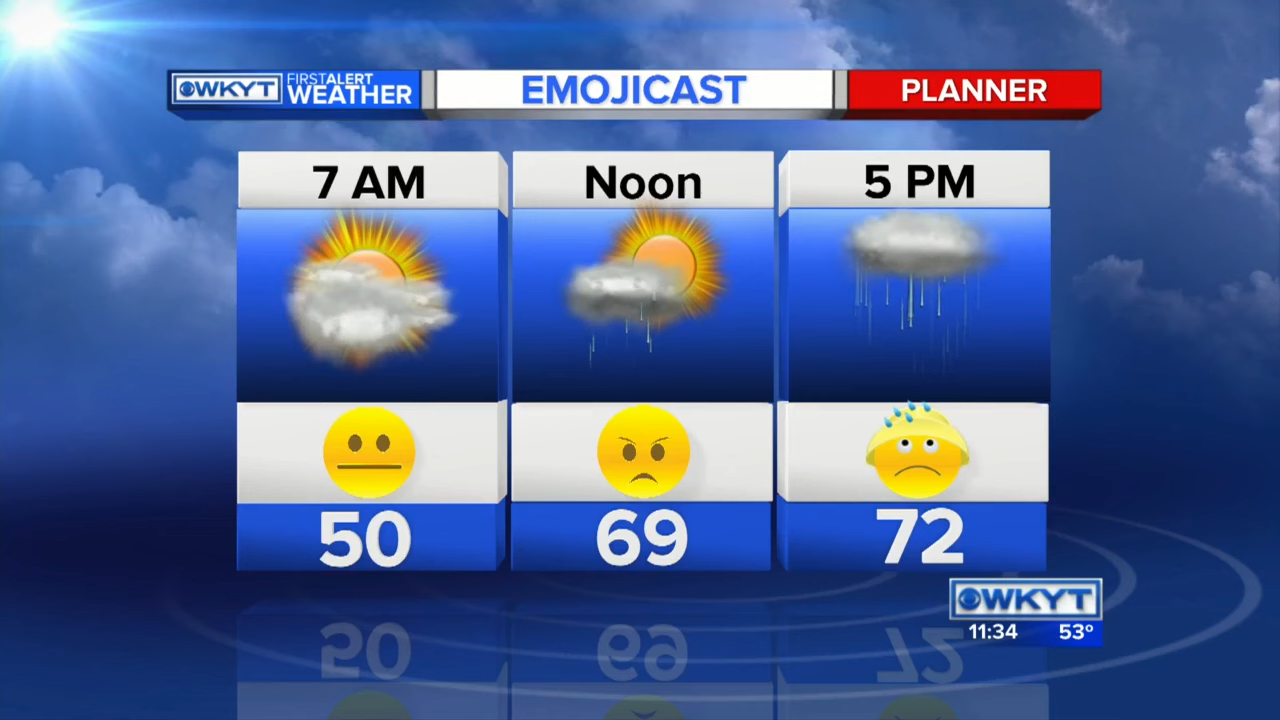 WKYT FIRST ALERT WEATHER
EMOJICAST
PLANNER
7 AM
Noon
5 PM
50
69
72
WKYT
11:34 53°